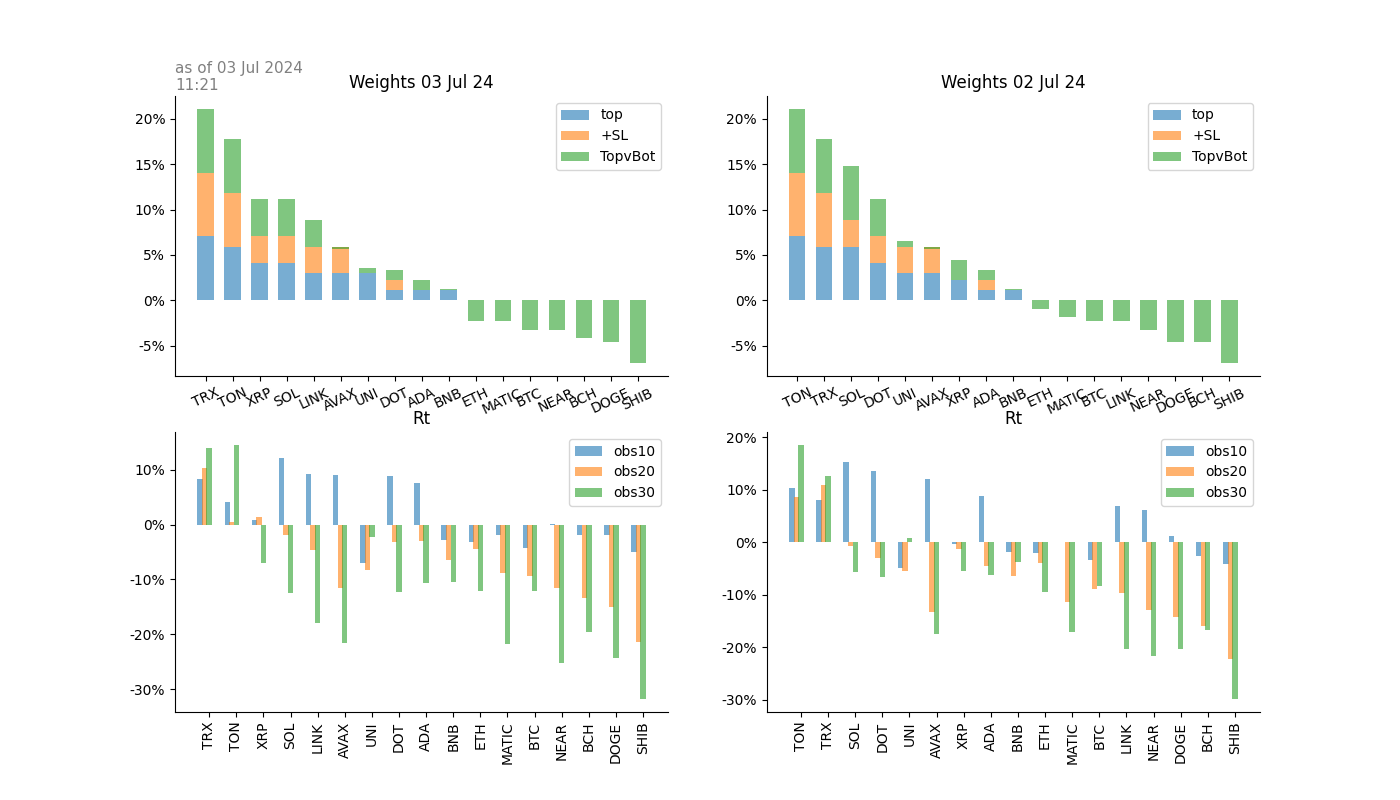 as of 03 Jul 2024
11:21
Weights 03 Jul 24
20%
15%
10%
5%
0%
-5%
top
+SL
TopvBot
TRX TON XRP SOL LINK AVAX UNI DOT ADA BNB ETH MATIC BTC NEAR BCH DOGE SHIB
Weights 02 Jul 24
20%
15%
10%
5%
0%
-5%
top
+SL
TopvBot
TON TRX SOL DOT UNI AVAX XRP ADA BNB ETH MATIC BTC LINK NEAR DOGE BCH SHIB
Rt
10%
0%
-10%
-20%
-30%
obs10
obs20
obs30
TRX TON XRP SOL LINK AVAX UNI DOT ADA BNB ETH MATIC BTC NEAR BCH DOGE SHIB
Rt
20%
10%
0%
-10%
-20%
-30%
obs10
obs20
obs30
TON TRX SOL DOT UNI AVAX XRP ADA BNB ETH MATIC BTC LINK NEAR DOGE BCH SHIB